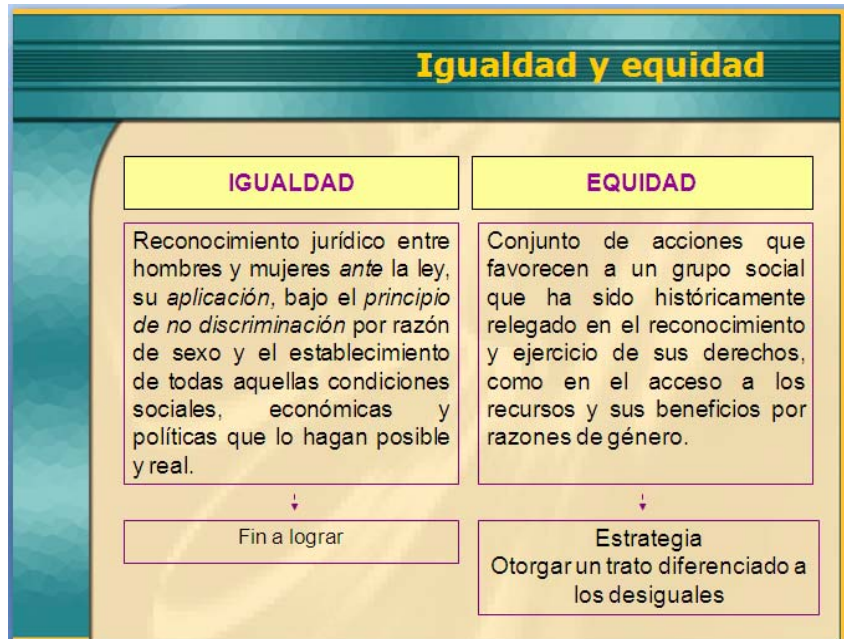 Igualdad y equidad
IGUALDAD
Reconocimiento jurídico entre
hombres y mujeres ante la ley,
su aplicación, bajo el principio
de no discriminación por razón
de sexo y el establecimiento
de todas aquellas condiciones
sociales, económicas y
políticas que lo hagan posible
y real.
Fin a lograr
EQUIDAD
Conjunto de acciones que
favorecen a un grupo social
que ha sido históricamente
relegado en el reconocimiento
y ejercicio de sus derechos,
como en el acceso a los
recursos y sus beneficios por
razones de género.
Estrategia
Otorgar un trato diferenciado a
los desiguales